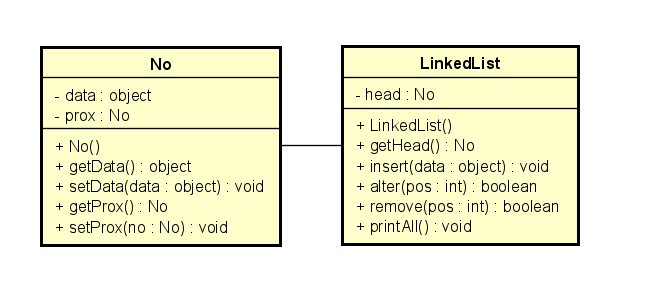 No
- data : object
- prox : No
+ No()
+ getData() : object
+ setData(data : object) : void
+ getProx() : No
+ setProx(no : No) : void
LinkedList
- head : No
+ LinkedList()
+ getHead() : No
+ insert(data : object) : void
+ alter(pos : int) : boolean
+ remove(pos : int) : boolean
+ printAll() : void